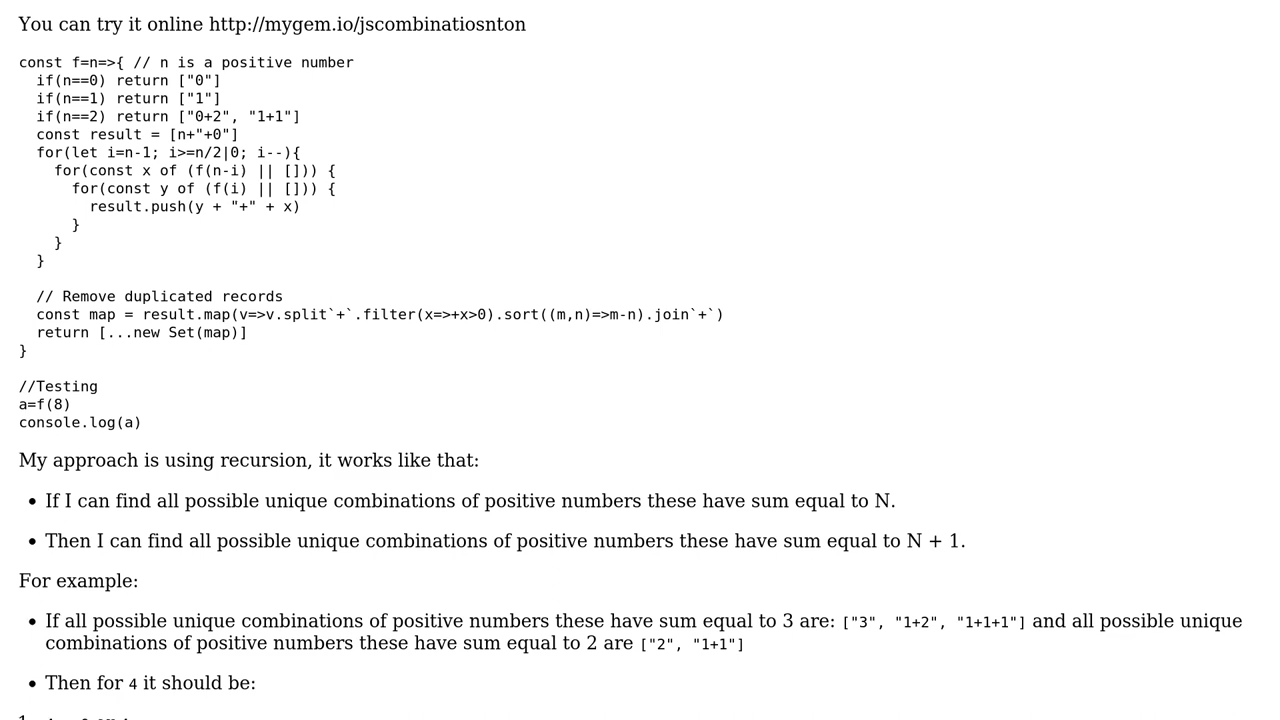 You can try it online http://mygem.io/jscombinatiosnton
const f=n=>{ // n is a positive number
  if(n==0) return ["0"]
  if(n==1) return ["1"]
  if(n==2) return ["0+2", "1+1"]
  const result = [n+"+0"]
  for(let i=n-1; i>=n/2|0; i--){
    for(const x of (f(n-i) || [])) {
      for(const y of (f(i) || [])) {
        result.push(y + "+" + x)
      }
    }
  }
  // Remove duplicated records
  const map = result.map(v=>v.split`+`.filter(x=>+x>0).sort((m,n)=>m-n).join`+`)
  return [...new Set(map)]
}
//Testing
a=f(8)
console.log(a)
My approach is using recursion, it works like that:
• If I can find all possible unique combinations of positive numbers these have sum equal to N.
• Then I can find all possible unique combinations of positive numbers these have sum equal to N + 1.
For example:
• If all possible unique combinations of positive numbers these have sum equal to 3 are: ["3", "1+2", "1+1+1"] and all possible unique
combinations of positive numbers these have sum equal to 2 are ["2", "1+1"]
• Then for 4 it should be: